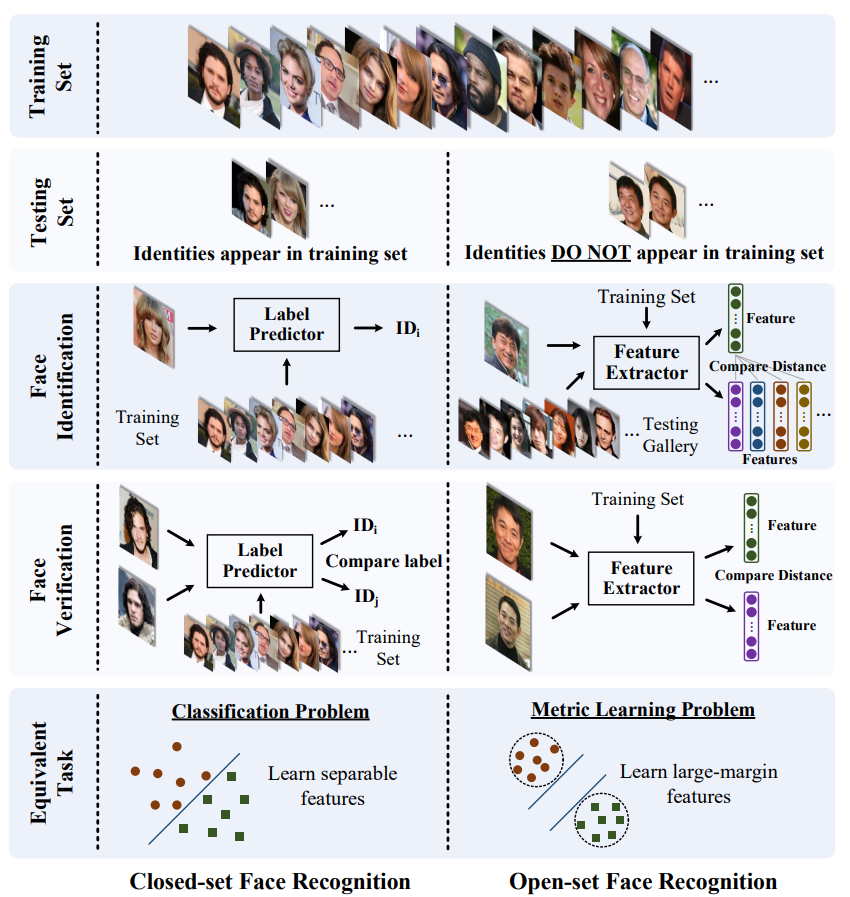 Training
Set
...
Testing
Set
...
Identities appear in training set
...
Identities DO NOT appear in training set
Face
Identification
Label
Predictor
IDi
Training
Set
...
Training Set
Feature
Extractor
Feature
Compare Distance
...
Features
... Testing
Gallery
Face
Verification
Label
Predictor
IDi
Compare label
IDj
... Training
Set
Training Set
Feature
Extractor
Feature
Compare Distance
Feature
Equivalent
Task
Classification Problem
Learn separable
features
Metric Learning Problem
Learn large-margin
features
Closed-set Face Recognition
Open-set Face Recognition